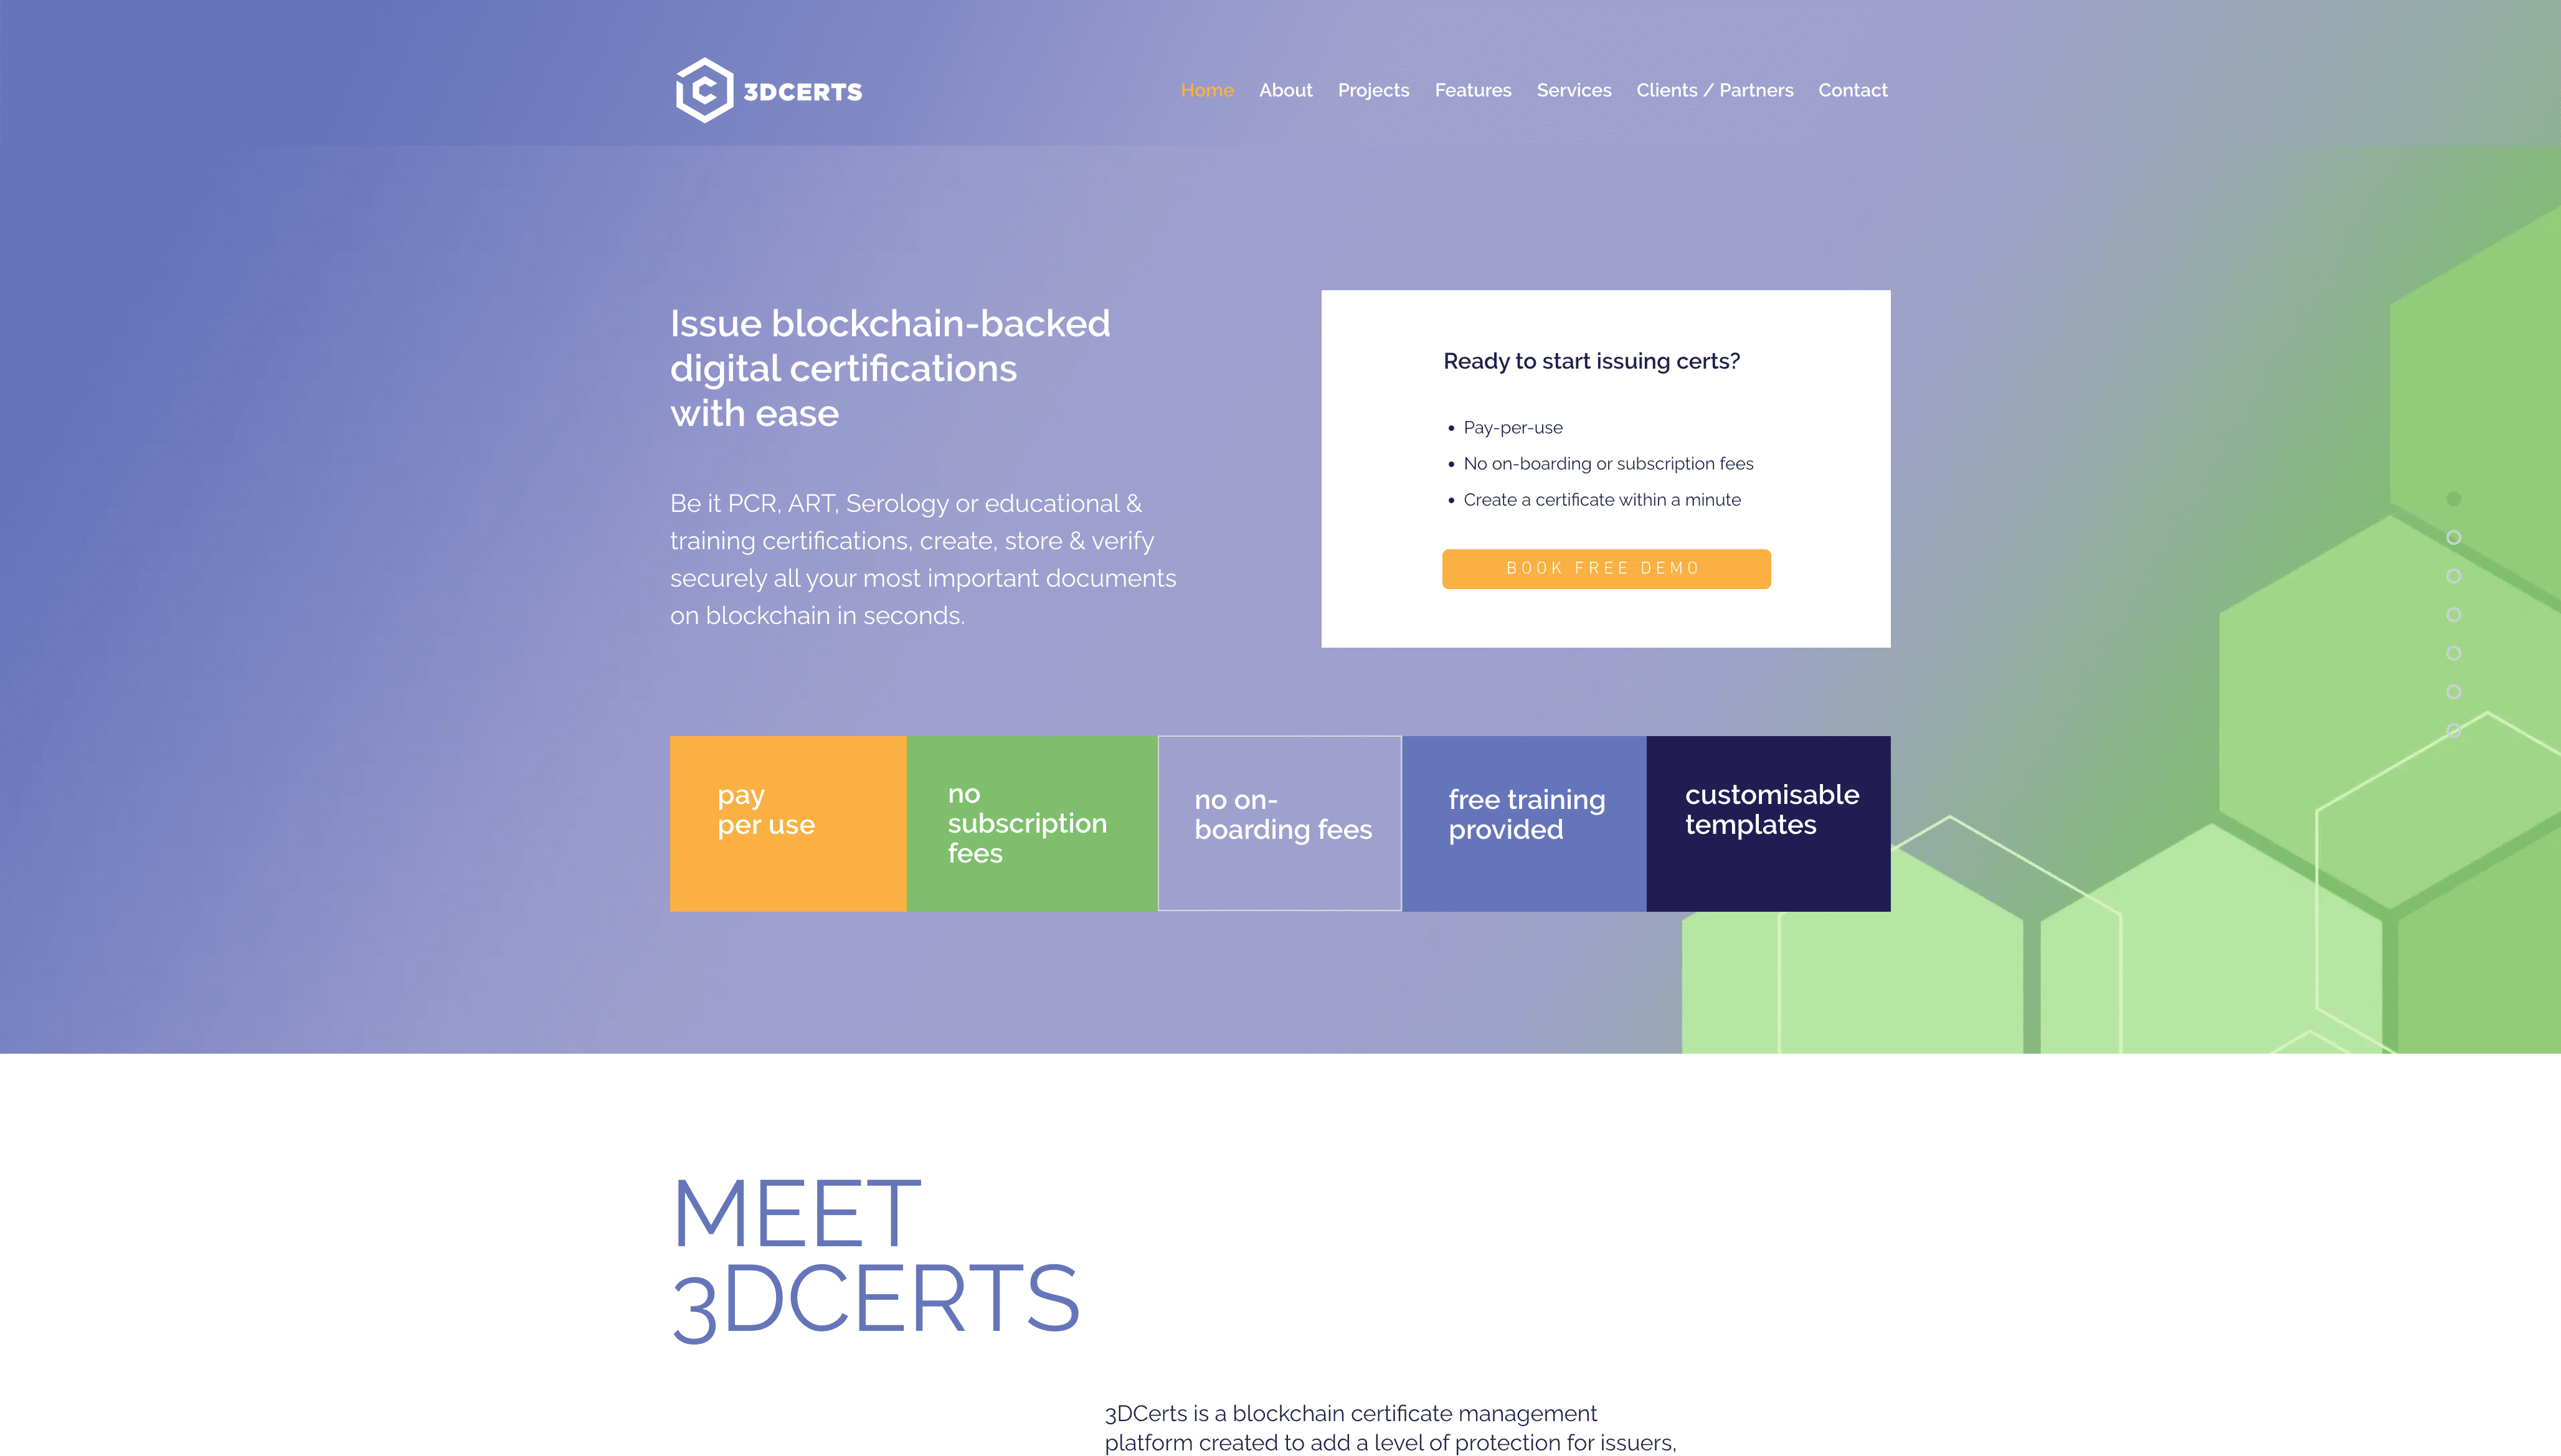 3DCERTS
Home About Projects Features Services Clients / Partners Contact
Issue blockchain-backed
digital certifications
with ease
Be it PCR, ART, Serology or educational &
training certifications, create, store & verify
securely all your most important documents
on blockchain in seconds.
Ready to start issuing certs?
• Pay-per-use
• No on-boarding or subscription fees
• Create a certificate within a minute
BOOK FREE DEMO
pay
per use
no
subscription
fees
no on-
boarding fees
free training
provided
customisable
templates
MEET
3DCERTS
3DCerts is a blockchain certificate management
platform created to add a level of protection for issuers,